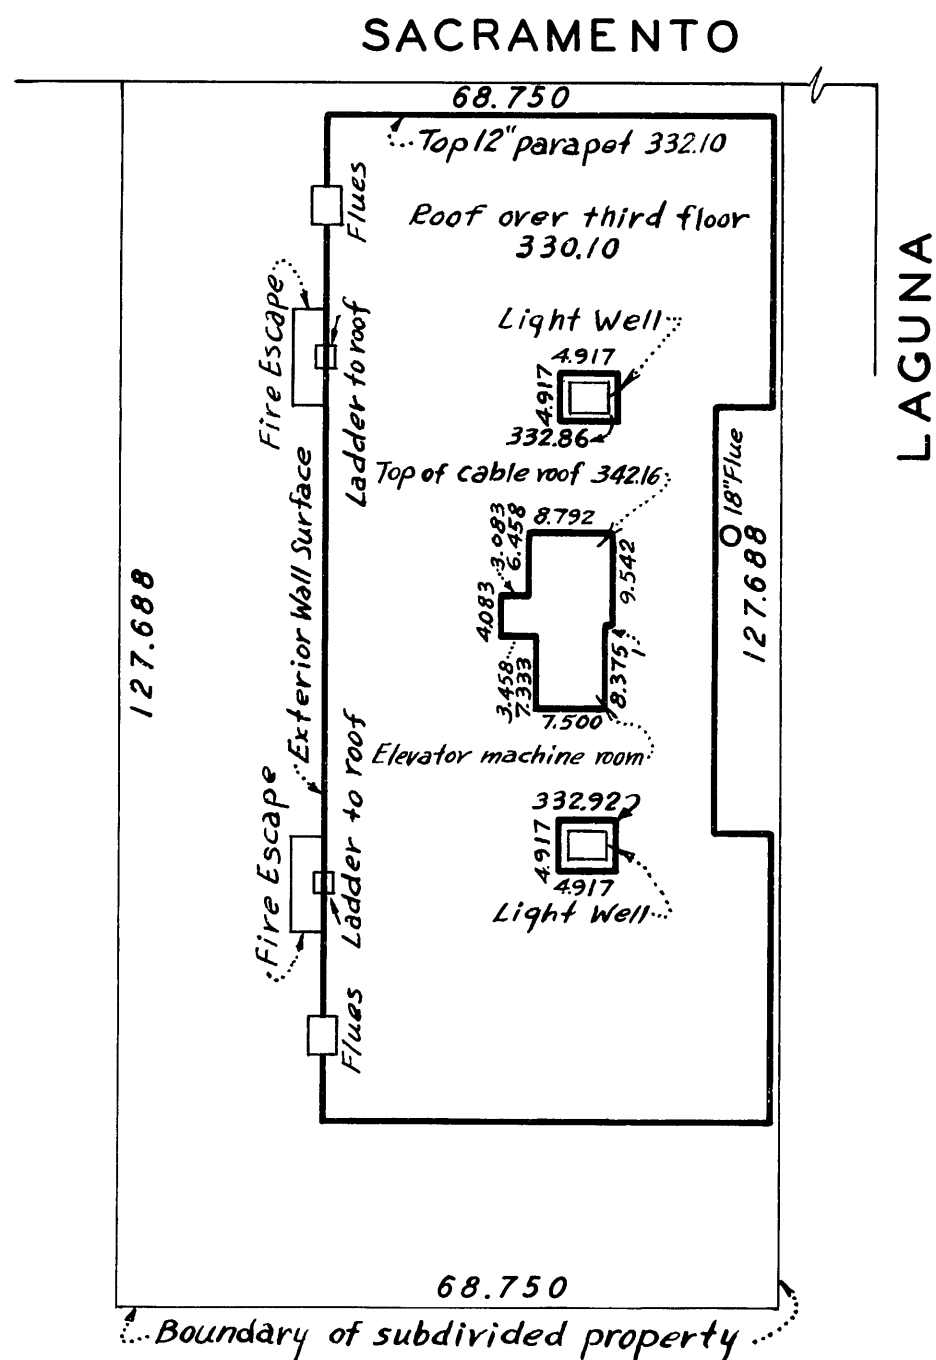 SACRAMENTO
68.750
Top 12" parapet 332.10
Flues
Roof over third floor
330.10
LAGUNA
Fire Escape
Ladder to roof
Light Well
4.917
4.917
332.86
18" Flue
Top of cable roof 342.16
8.792
3.083
6.458
9.542
4.083
127.688
127.688
Exterior Wall Surface
3.458
7.333
8.375
1'
7.500
Elevator machine room
Ladder to roof
Fire Escape
332.92
4.917
4.917
Light Well
Flues
68.750
Boundary of subdivided property